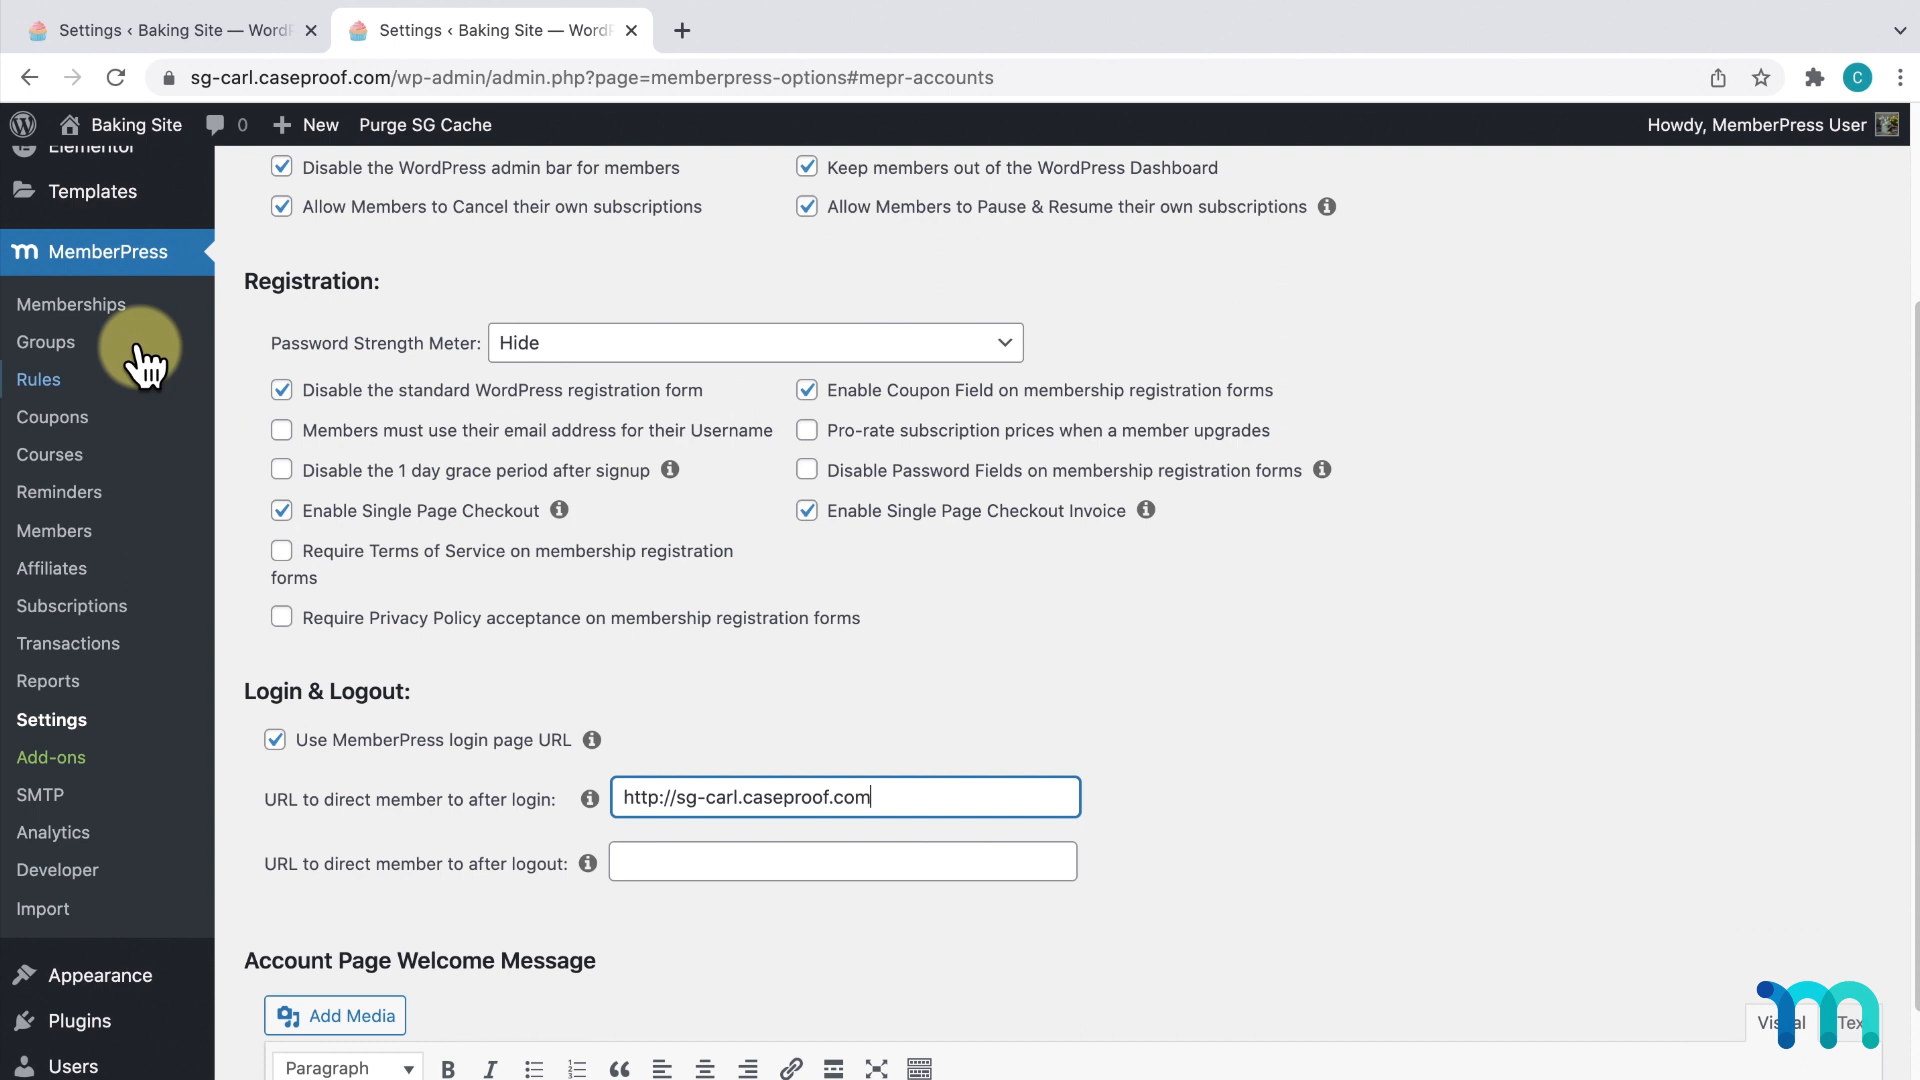 Settings ‹ Baking Site — WordP
Settings ‹ Baking Site — WordP
sg-carl.caseproof.com/wp-admin/admin.php?page=memberpress-options#mepr-accounts
C
Baking Site
0
New
Purge SG Cache
Howdy, MemberPress User
Elementor
Templates
MemberPress
Memberships
Groups
Rules
Coupons
Courses
Reminders
Members
Affiliates
Subscriptions
Transactions
Reports
Settings
Add-ons
SMTP
Analytics
Developer
Import
Appearance
Plugins
Users
Disable the WordPress admin bar for members
Keep members out of the WordPress Dashboard
Allow Members to Cancel their own subscriptions
Allow Members to Pause & Resume their own subscriptions
Registration:
Password Strength Meter: Hide
Disable the standard WordPress registration form
Enable Coupon Field on membership registration forms
Members must use their email address for their Username
Pro-rate subscription prices when a member upgrades
Disable the 1 day grace period after signup
Disable Password Fields on membership registration forms
Enable Single Page Checkout
Enable Single Page Checkout Invoice
Require Terms of Service on membership registration
forms
Require Privacy Policy acceptance on membership registration forms
Login & Logout:
Use MemberPress login page URL
URL to direct member to after login: http://sg-carl.caseproof.com
URL to direct member to after logout:
Account Page Welcome Message
Add Media
Visual
Text
Paragraph
B I